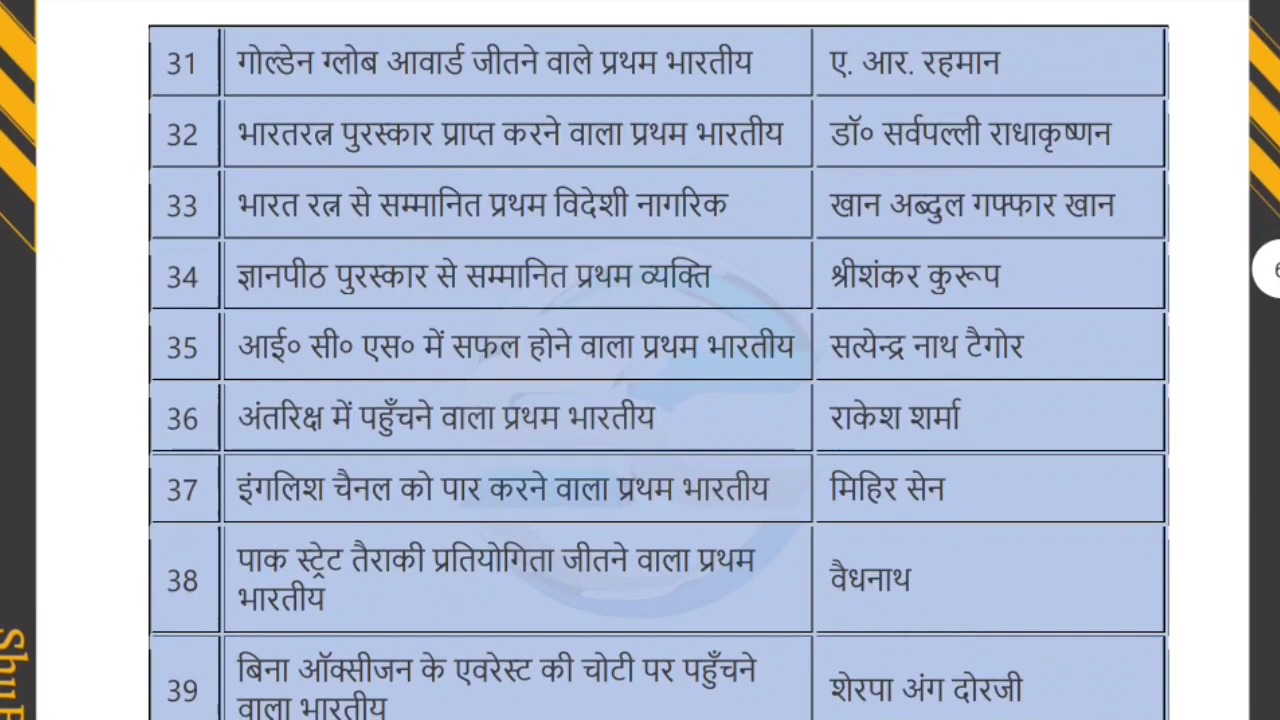 31 गोल्डेन ग्लोब आवार्ड जीतने वाले प्रथम भारतीय ए. आर. रहमान
32 भारतरत्न पुरस्कार प्राप्त करने वाला प्रथम भारतीय डॉ० सर्वपल्ली राधाकृष्णन
33 भारत रत्न से सम्मानित प्रथम विदेशी नागरिक खान अब्दुल गफ्फार खान
34 ज्ञानपीठ पुरस्कार से सम्मानित प्रथम व्यक्ति श्रीशंकर कुरूप
35 आई० सी० एस० में सफल होने वाला प्रथम भारतीय सत्येन्द्र नाथ टैगोर
36 अंतरिक्ष में पहुँचने वाला प्रथम भारतीय राकेश शर्मा
37 इंगलिश चैनल को पार करने वाला प्रथम भारतीय मिहिर सेन
38 पाक स्ट्रेट तैराकी प्रतियोगिता जीतने वाला प्रथम
भारतीय वैधनाथ
39 बिना ऑक्सीजन के एवरेस्ट की चोटी पर पहुँचने
वाला भारतीय शेरपा अंग दोरजी